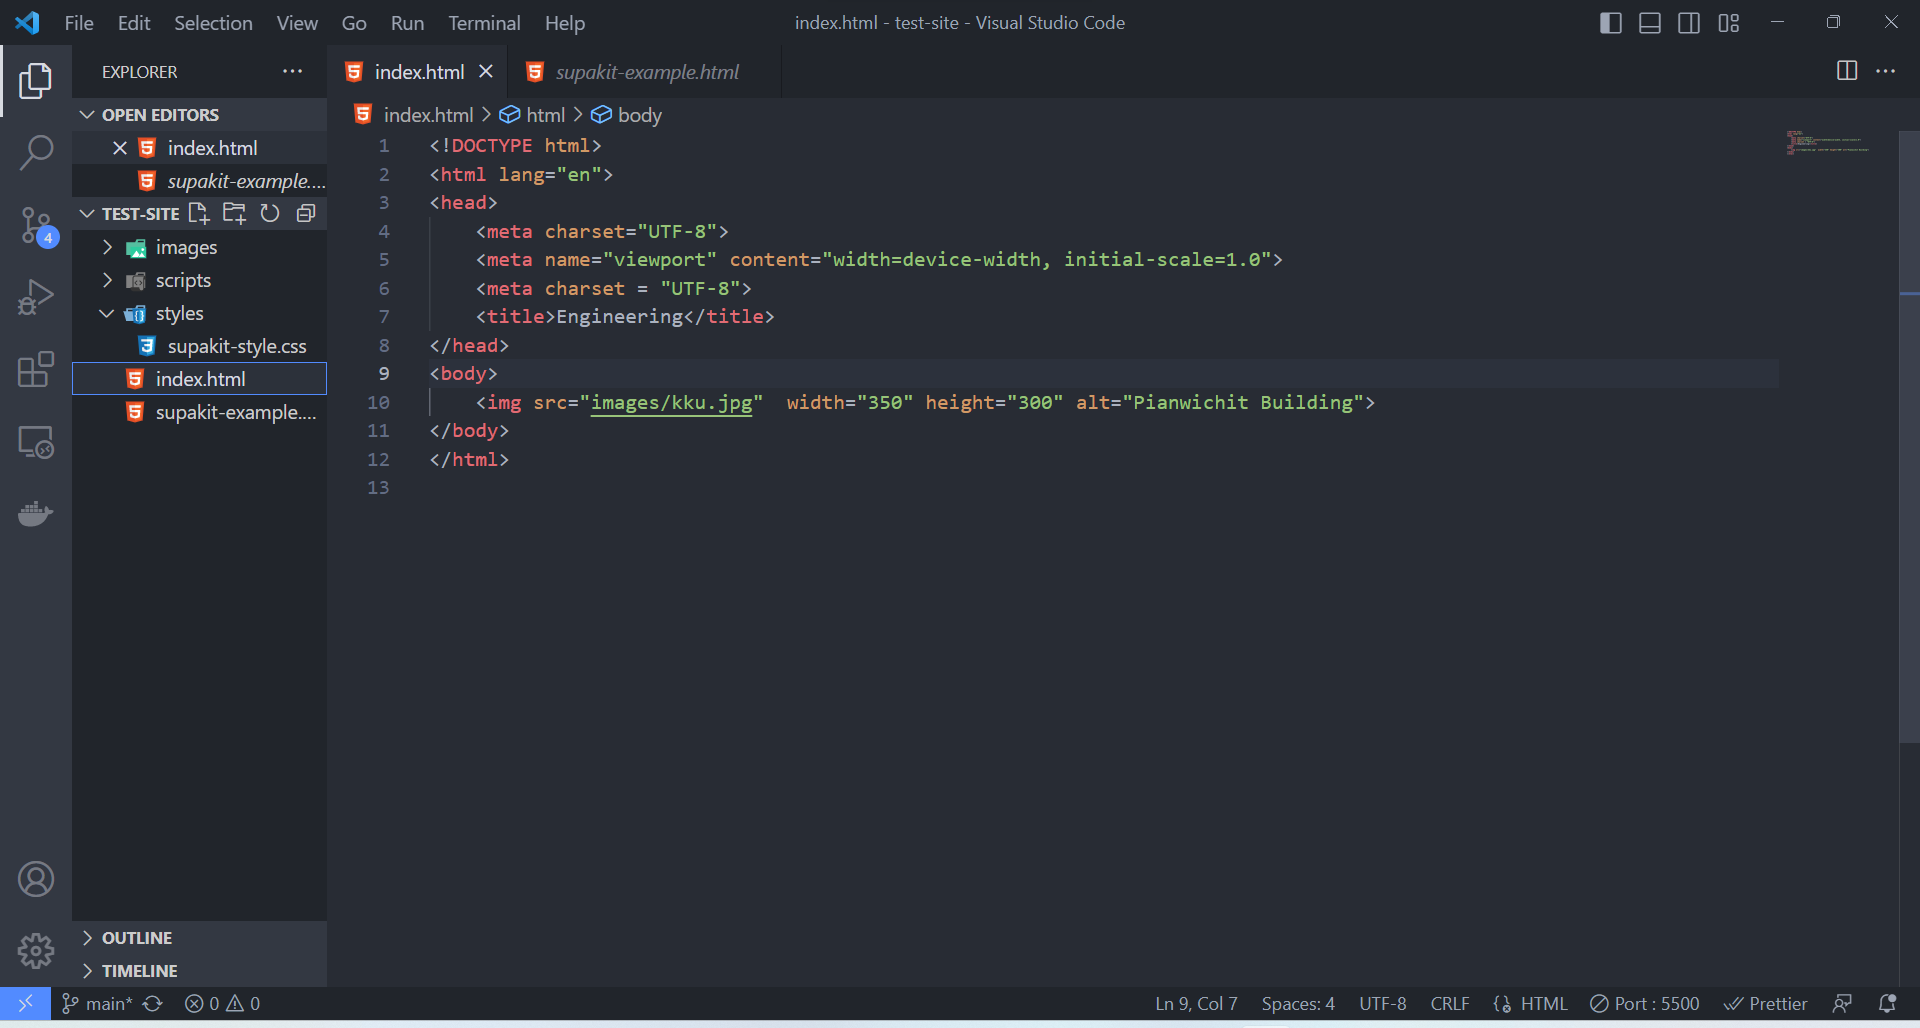 File Edit Selection View Go Run Terminal Help
index.html - test-site - Visual Studio Code
EXPLORER
OPEN EDITORS
index.html
supakit-example....
TEST-SITE
images
scripts
styles
supakit-style.css
index.html
supakit-example....
OUTLINE
TIMELINE
4
index.html
supakit-example.html
index.html > html > body
1 <!DOCTYPE html>
2 <html lang="en">
3 <head>
4     <meta charset="UTF-8">
5     <meta name="viewport" content="width=device-width, initial-scale=1.0">
6     <meta charset = "UTF-8">
7     <title>Engineering</title>
8 </head>
9 <body>
10     <img src="images/kku.jpg"  width="350" height="300" alt="Pianwichit Building">
11 </body>
12 </html>
13
main* 0 0 Ln 9, Col 7 Spaces: 4 UTF-8 CRLF HTML Port : 5500 Prettier